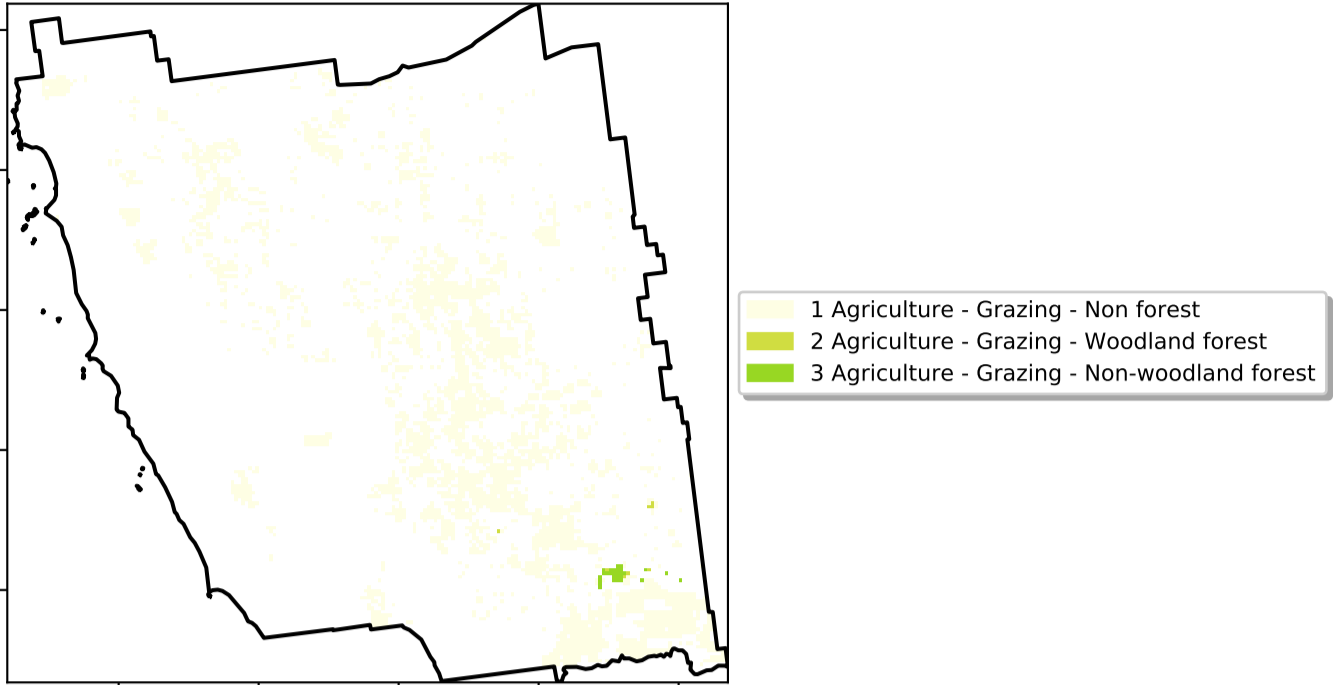 1 Agriculture - Grazing - Non forest
2 Agriculture - Grazing - Woodland forest
3 Agriculture - Grazing - Non-woodland forest